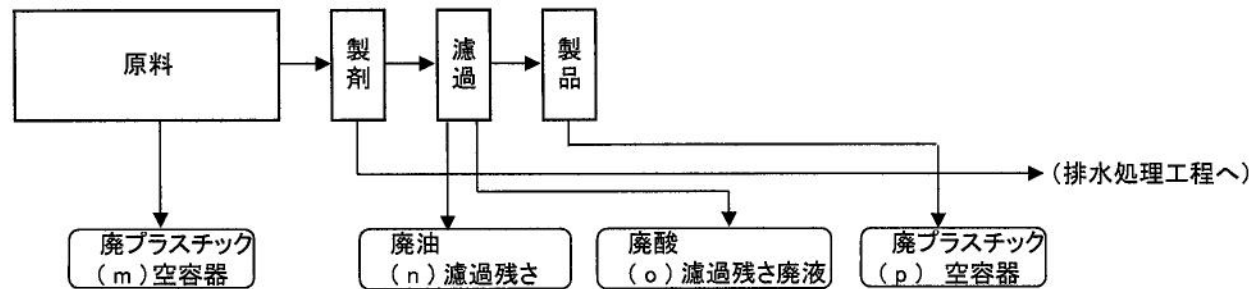 原料
製剤
濾過
製品
(排水処理工程へ)
廃プラスチック
(m)空容器
廃油
(n)濾過残さ
廃酸
(o)濾過残さ廃液
廃プラスチック
(p) 空容器